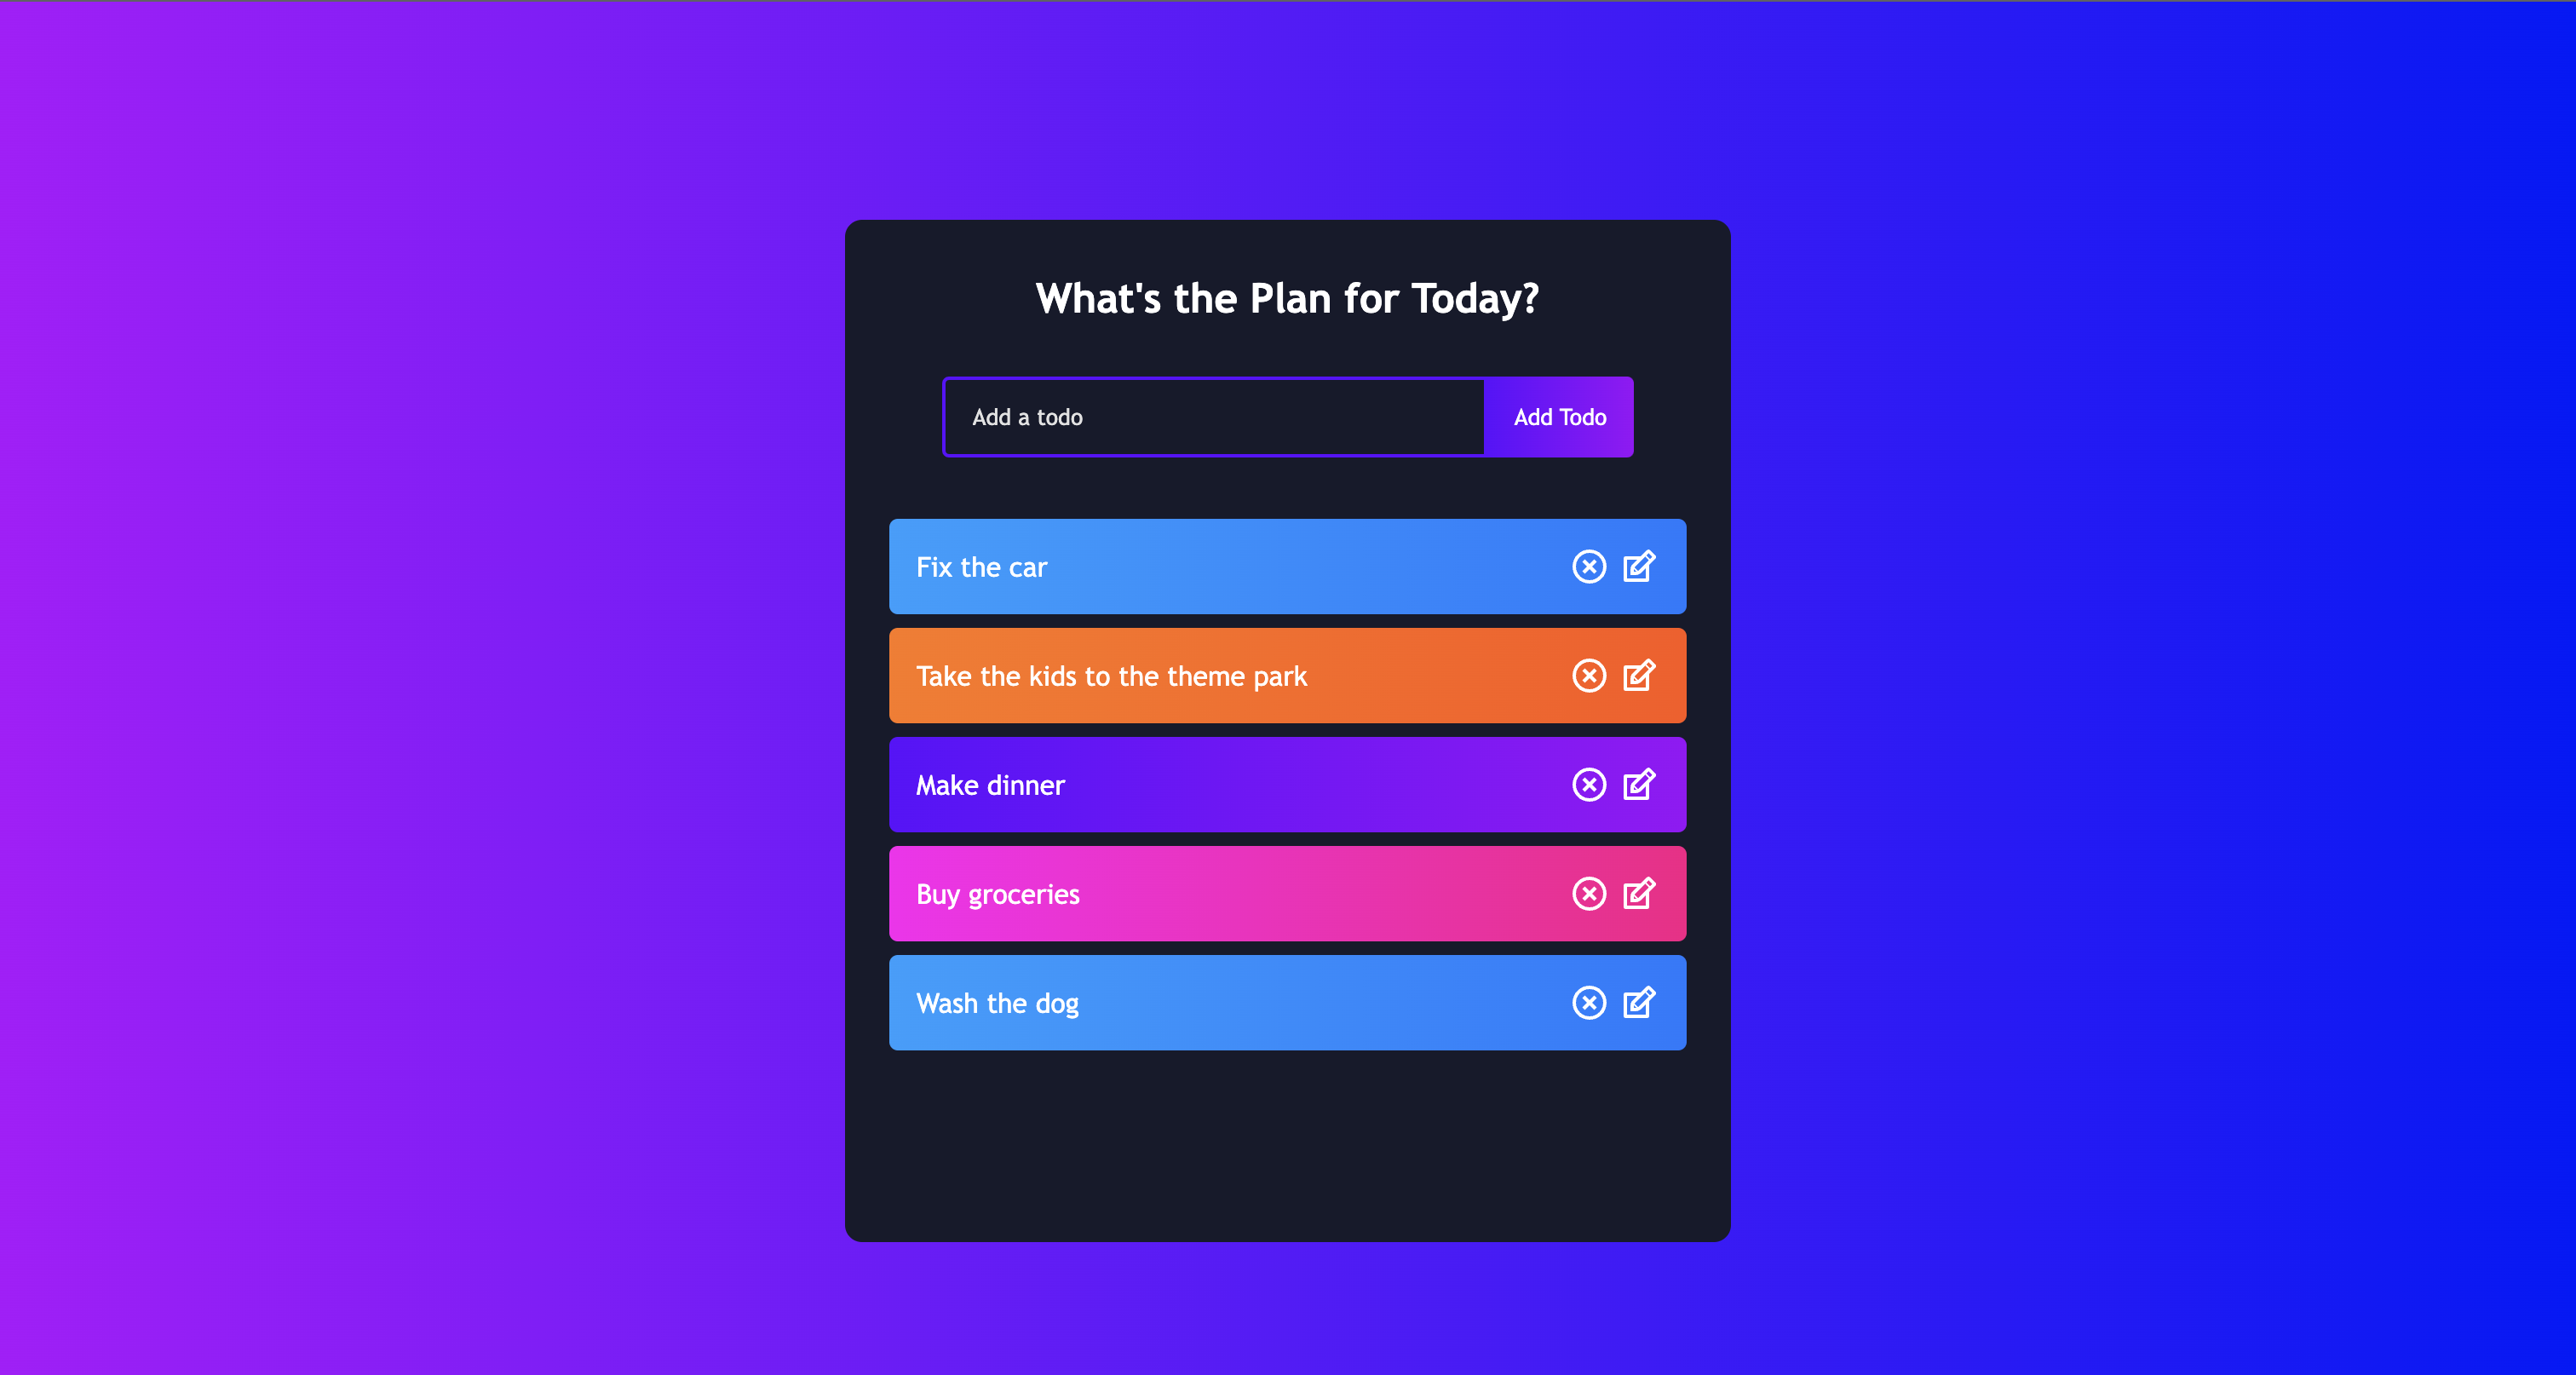 What's the Plan for Today?
Add a todo
Add Todo
Fix the car
Take the kids to the theme park
Make dinner
Buy groceries
Wash the dog